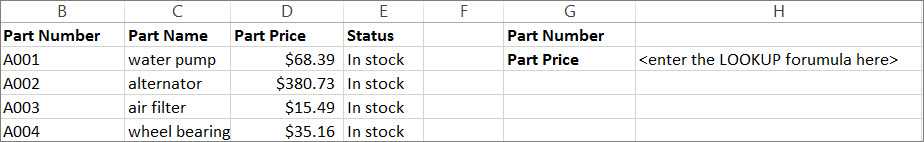 B C D E F G H
Part Number Part Name Part Price Status Part Number
A001 water pump $68.39 In stock Part Price <enter the LOOKUP forumula here>
A002 alternator $380.73 In stock
A003 air filter $15.49 In stock
A004 wheel bearing $35.16 In stock